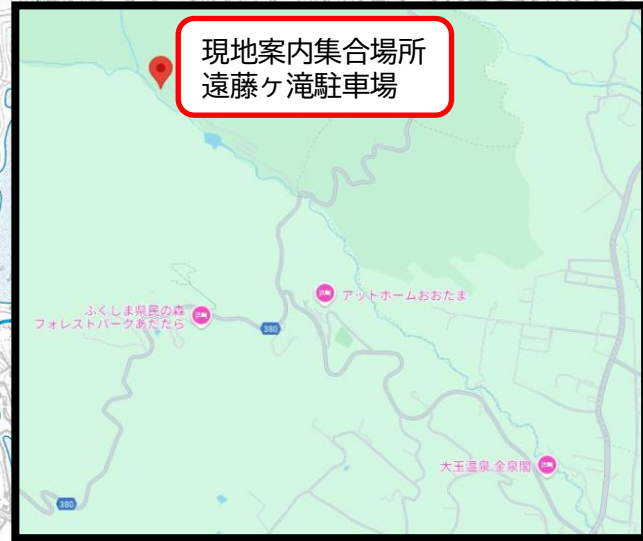 現地案内集合場所
遠藤ヶ滝駐車場
アットホームおおたま
ふくしま県民の森
フォレストパークあだたら
380
大玉温泉 金泉閣
380